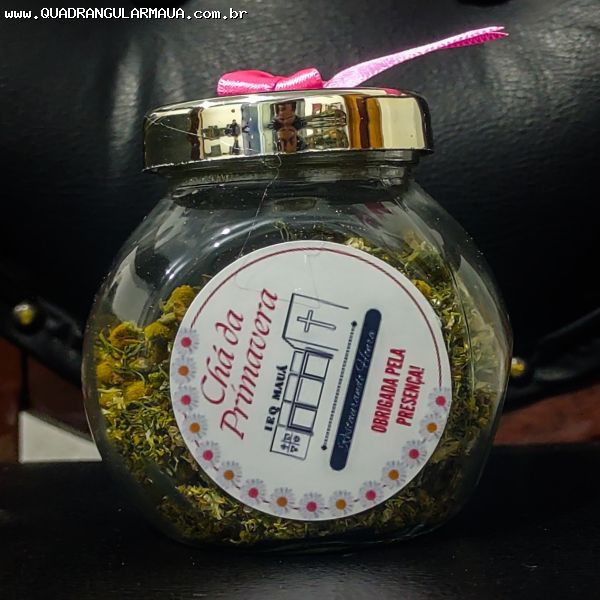 www.QUADRANGULARMAUA.com.br
Chá da
Primavera
IEQ MAUÁ
OBRIGADA PELA
PRESENÇA!